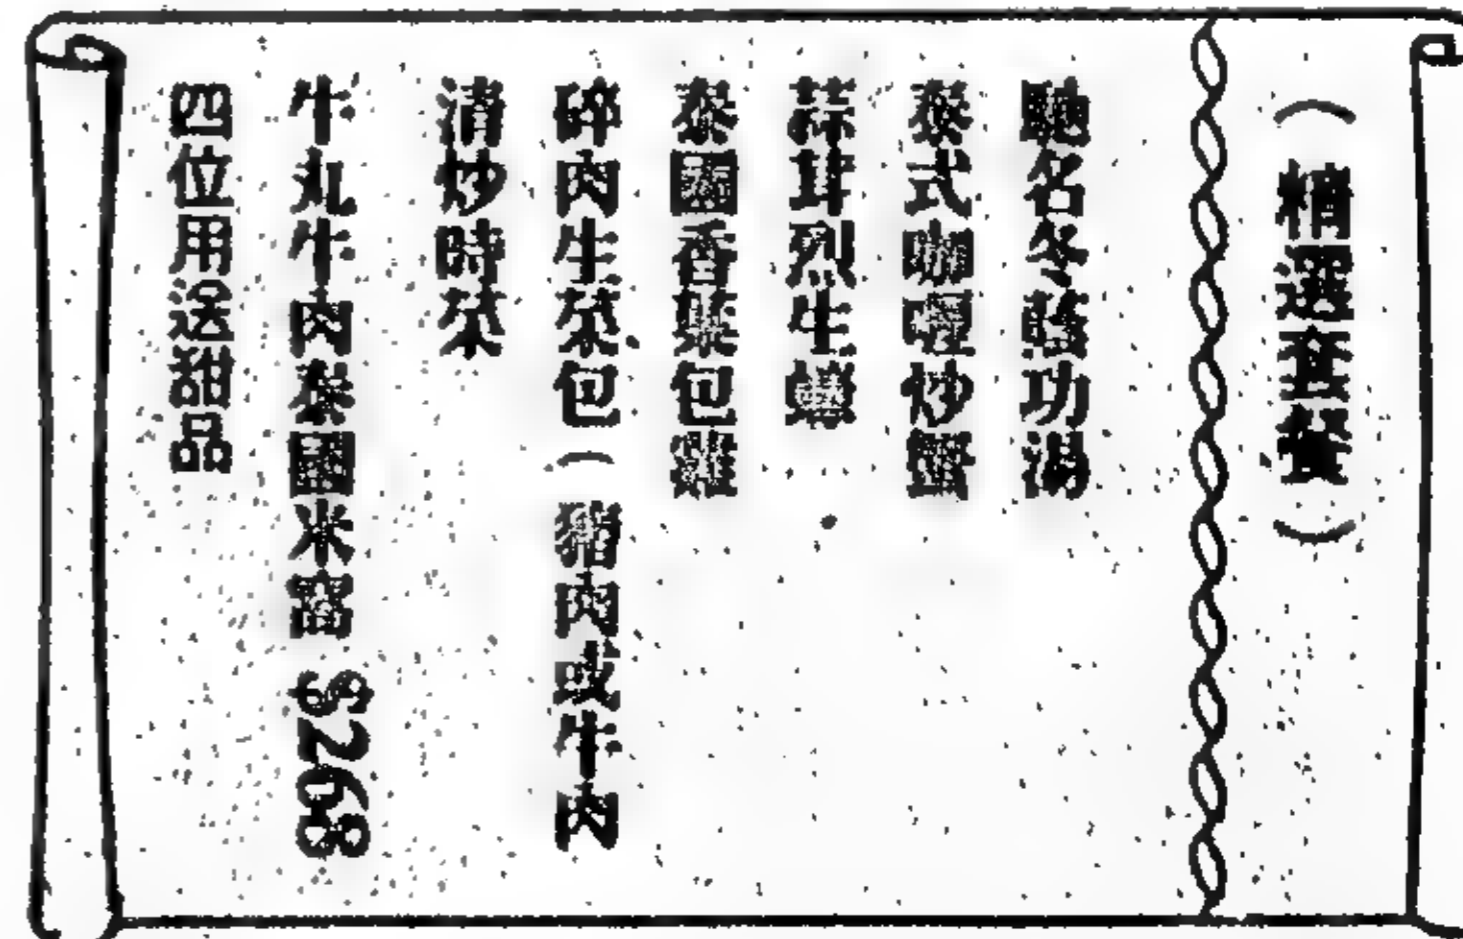 （精選套餐）
馳名冬蔭功湯
泰式咖喱炒蟹
蒜茸烈生蠔
泰國香葉包雞
碎肉生菜包（豬肉或牛肉
清炒時菜
牛丸牛肉泰國米窩 $268
四位用送甜品